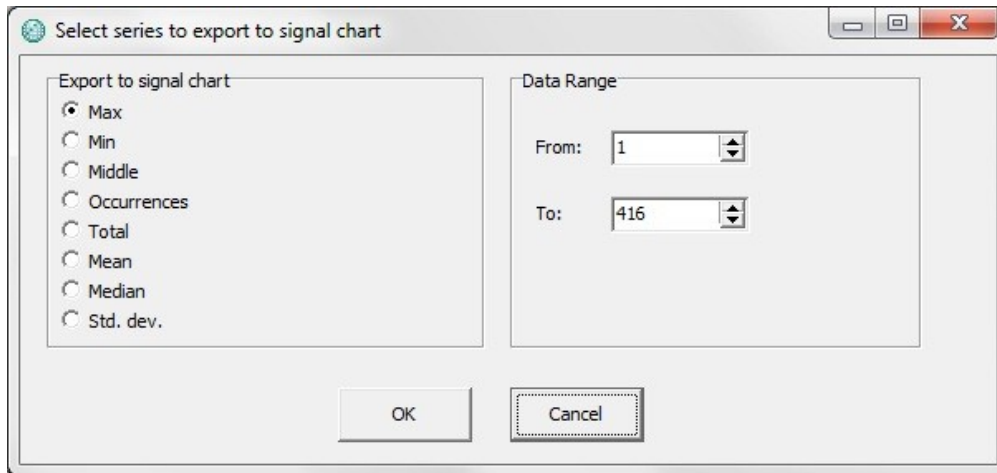 Select series to export to signal chart
Export to signal chart
Max
Min
Middle
Occurrences
Total
Mean
Median
Std. dev.
Data Range
From: 1
To: 416
OK
Cancel